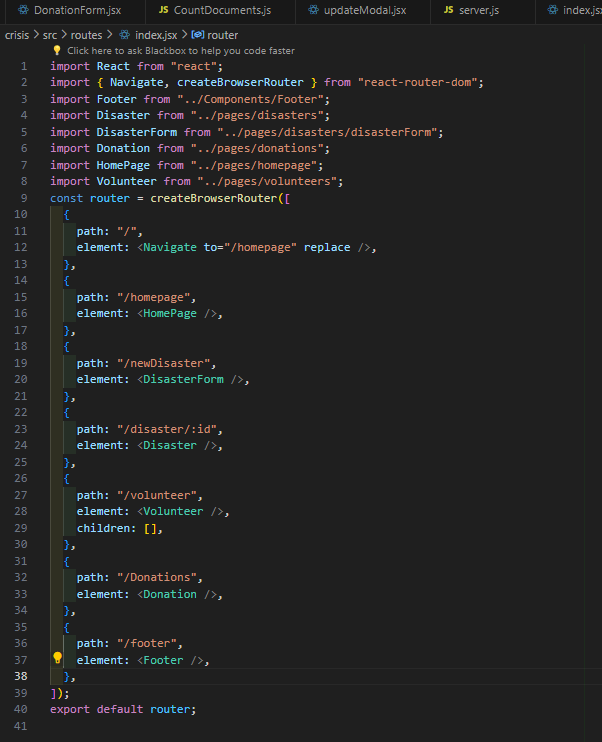 DonationForm.jsx JS CountDocuments.js updateModal.jsx JS server.js index.js
crisis > src > routes > index.jsx > router
Click here to ask Blackbox to help you code faster
1 import React from "react";
2 import { Navigate, createBrowserRouter } from "react-router-dom";
3 import Footer from "../Components/Footer";
4 import Disaster from "../pages/disasters";
5 import DisasterForm from "../pages/disasters/disasterForm";
6 import Donation from "../pages/donations";
7 import HomePage from "../pages/homepage";
8 import Volunteer from "../pages/volunteers";
9 const router = createBrowserRouter([
10 {
11 path: "/",
12 element: <Navigate to="/homepage" replace />,
13 },
14 {
15 path: "/homepage",
16 element: <HomePage />,
17 },
18 {
19 path: "/newDisaster",
20 element: <DisasterForm />,
21 },
22 {
23 path: "/disaster/:id",
24 element: <Disaster />,
25 },
26 {
27 path: "/volunteer",
28 element: <Volunteer />,
29 children: [],
30 },
31 {
32 path: "/Donations",
33 element: <Donation />,
34 },
35 {
36 path: "/footer",
37 element: <Footer />,
38 },
39 ]);
40 export default router;
41